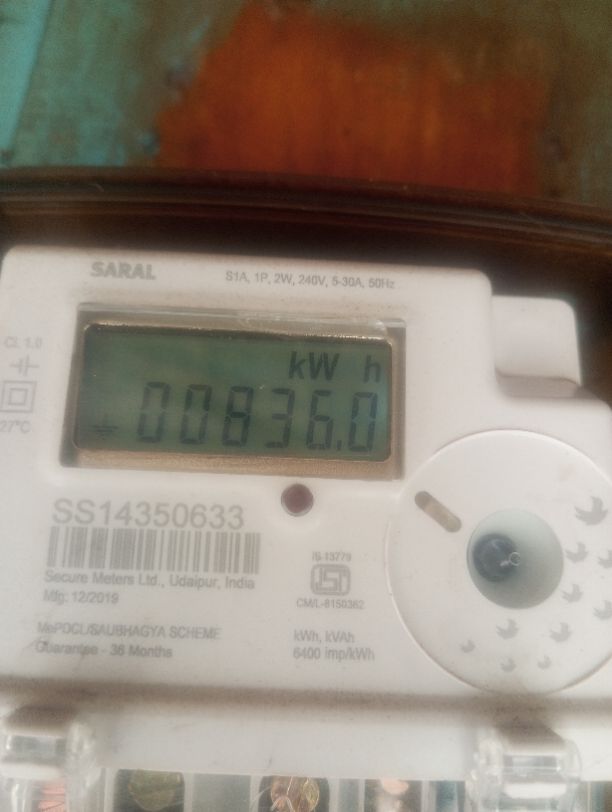 SARAL
S1A, 1P, 2W, 240V, 5-30A, 50Hz
CL 1.0
27°C
kW h
00836.0
SS14350633
Secure Meters Ltd., Udaipur, India
Mfg: 12/2019
MePDCL/SAUBHAGYA SCHEME
Guarantee - 36 Months
IS 13779
ISI
CM/L-8150362
kWh, kVAh
6400 imp/kWh